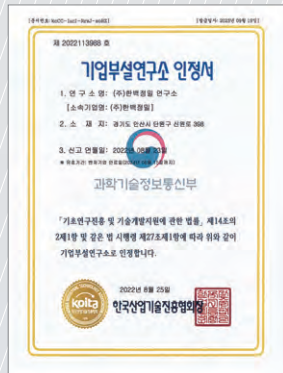 제 2022113968 호
기업부설연구소 인정서
1. 연 구 소 명: (주)한백정밀 연구소
[소속기업명: (주)한백정밀]
2. 소 재 지: 경기도 안산시 단원구 신원로 398
3. 신고 연월일: 2022년 08월 23일
과학기술정보통신부
「기초연구진흥 및 기술개발지원에 관한 법률」 제14조의
2제1항 및 같은 법 시행령 제27조제1항에 따라 위와 같이
기업부설연구소로 인정합니다.
2022년 8월 25일
koita
한국산업기술진흥협회장